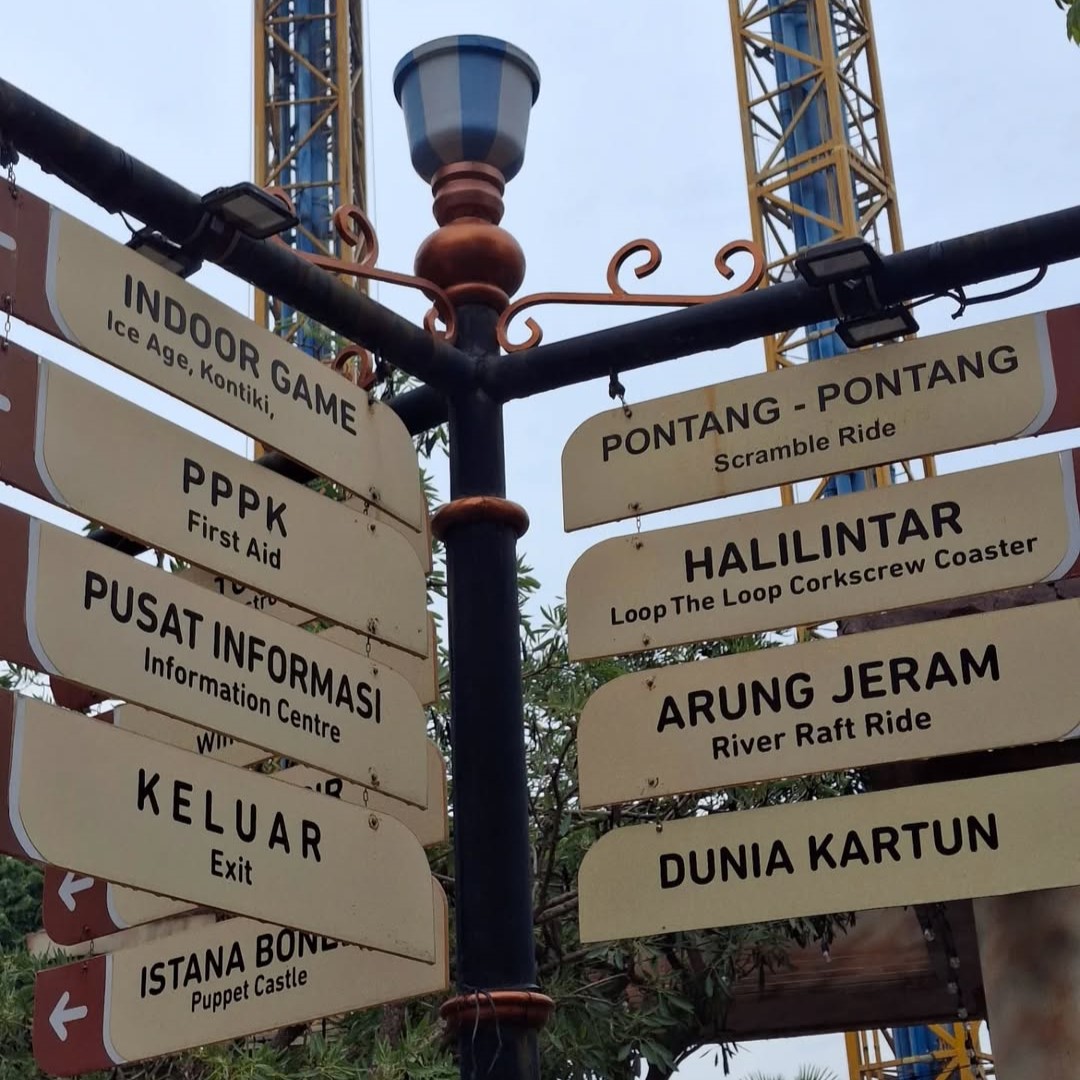 INDOOR GAME
Ice Age, Kontiki,
PPPK
First Aid
PUSAT INFORMASI
Information Centre
KELUAR
Exit
ISTANA
Puppet Castle
PONTANG - PONTANG
Scramble Ride
HALILINTAR
Loop The Loop Corkscrew Coaster
ARUNG JERAM
River Raft Ride
DUNIA KARTUN